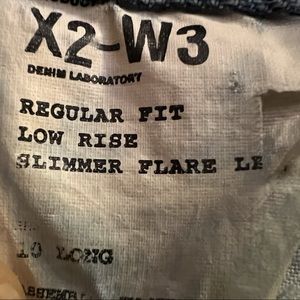 X2-W3
DENIM LABORATORY
REGULAR FIT
LOW RISE
SLIMMER FLARE LE
10 LONG